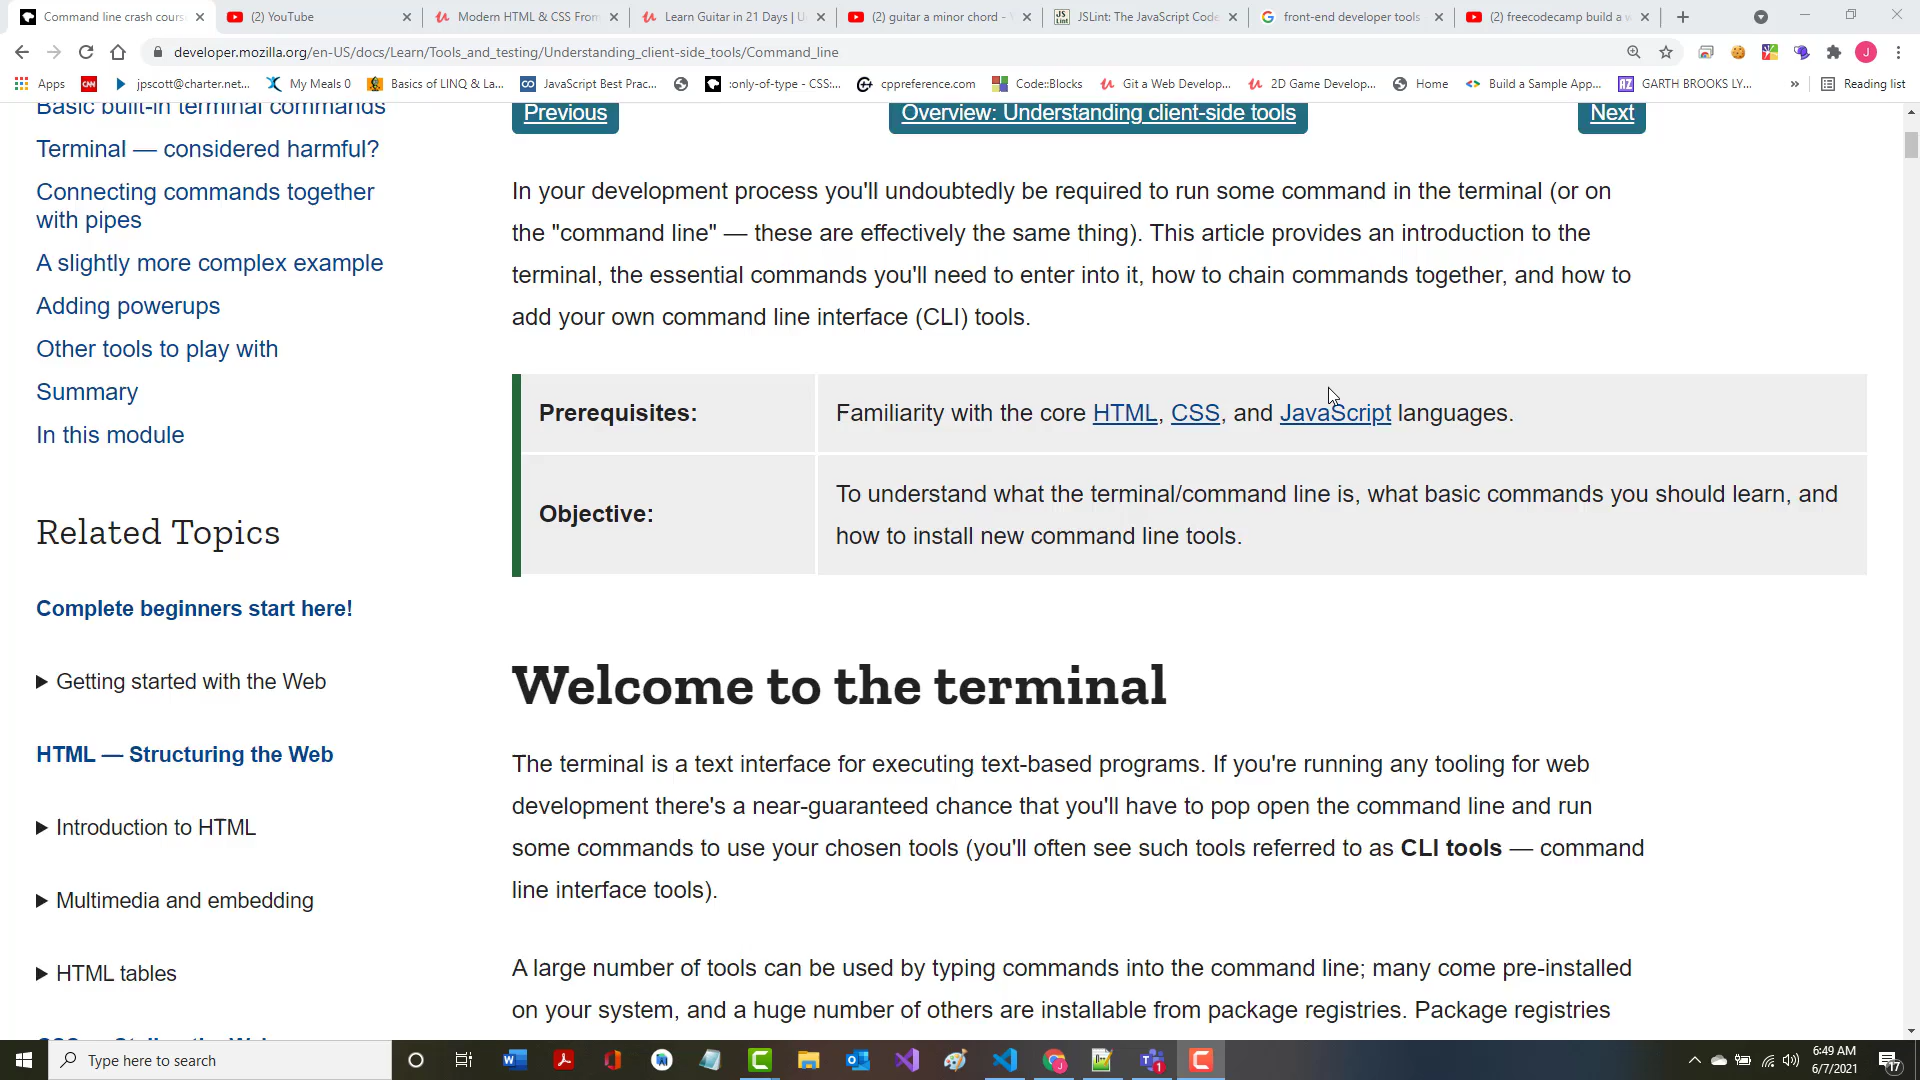 Command line crash cours
(2) YouTube
Modern HTML & CSS From
Learn Guitar in 21 Days | U
(2) guitar a minor chord -
JSLint: The JavaScript Code
front-end developer tools
(2) freecodecamp build a w
developer.mozilla.org/en-US/docs/Learn/Tools_and_testing/Understanding_client-side_tools/Command_line
J
Apps
CNN
jpscott@charter.net...
My Meals 0
Basics of LINQ & La...
JavaScript Best Prac...
:only-of-type - CSS:...
cppreference.com
Code::Blocks
Git a Web Develop...
2D Game Develop...
Home
Build a Sample App...
AZ
GARTH BROOKS LY...
»
Reading list
Basic built-in terminal commands
Terminal — considered harmful?
Connecting commands together
with pipes
A slightly more complex example
Adding powerups
Other tools to play with
Summary
In this module
Related Topics
Complete beginners start here!
Getting started with the Web
HTML — Structuring the Web
Introduction to HTML
Multimedia and embedding
HTML tables
Previous
Overview: Understanding client-side tools
Next
In your development process you'll undoubtedly be required to run some command in the terminal (or on
the "command line" — these are effectively the same thing). This article provides an introduction to the
terminal, the essential commands you'll need to enter into it, how to chain commands together, and how to
add your own command line interface (CLI) tools.
Prerequisites:
Familiarity with the core HTML, CSS, and JavaScript languages.
Objective:
To understand what the terminal/command line is, what basic commands you should learn, and
how to install new command line tools.
Welcome to the terminal
The terminal is a text interface for executing text-based programs. If you're running any tooling for web
development there's a near-guaranteed chance that you'll have to pop open the command line and run
some commands to use your chosen tools (you'll often see such tools referred to as CLI tools — command
line interface tools).
A large number of tools can be used by typing commands into the command line; many come pre-installed
on your system, and a huge number of others are installable from package registries. Package registries
Type here to search
6:49 AM
6/7/2021
17